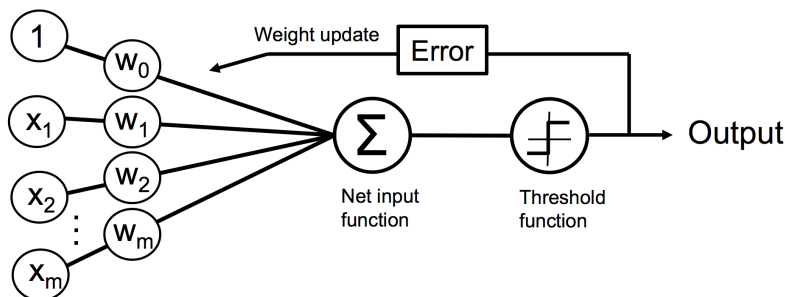 1
w₀
Weight update
Error
x₁
w₁
Σ
Output
x₂
w₂
Net input
function
Threshold
function
⋮
xₘ
wₘ